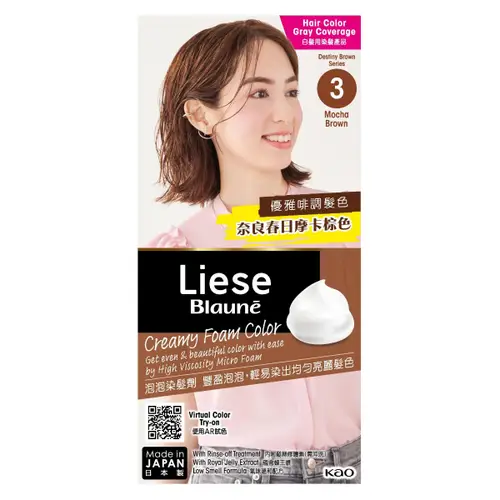 Hair Color
Gray Coverage
白髮用染髮產品
Destiny Brown
Series
3
Mocha
Brown
優雅啡調髮色
奈良春日摩卡棕色
Liese
Blauné
Creamy Foam Color
Get even & beautiful color with ease
by High Viscosity Micro Foam
泡泡染髮劑 豐盈泡泡，輕易染出均勻亮麗髮色
Virtual Color
Try-on
使用AR試色
Made in
JAPAN
日本製
With Rinse-off Treatment
With Royal Jelly Extract
Low Smell Formula
Kao